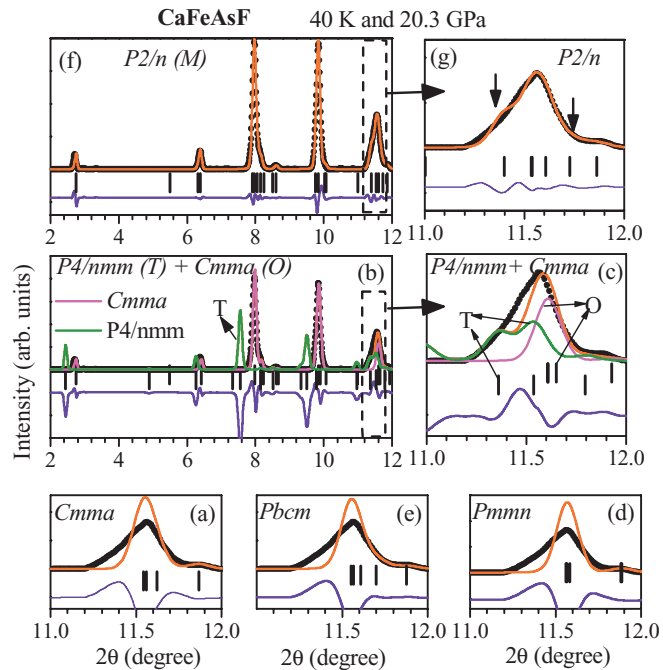 CaFeAsF 40 K and 20.3 GPa
(f) P2/n (M)
(g) P2/n
2 4 6 8 10 12
11.0 11.5 12.0
P4/nmm (T) + Cmma (O)
(b)
Cmma
P4/nmm
T
P4/nmm+ Cmma
(c)
T
O
Intensity (arb. units)
2 4 6 8 10 12
11.0 11.5 12.0
Cmma (a)
Pbcm (e)
Pmmn (d)
11.0 11.5 12.0
11.0 11.5 12.0
11.0 11.5 12.0
2θ (degree)
2θ (degree)
2θ (degree)